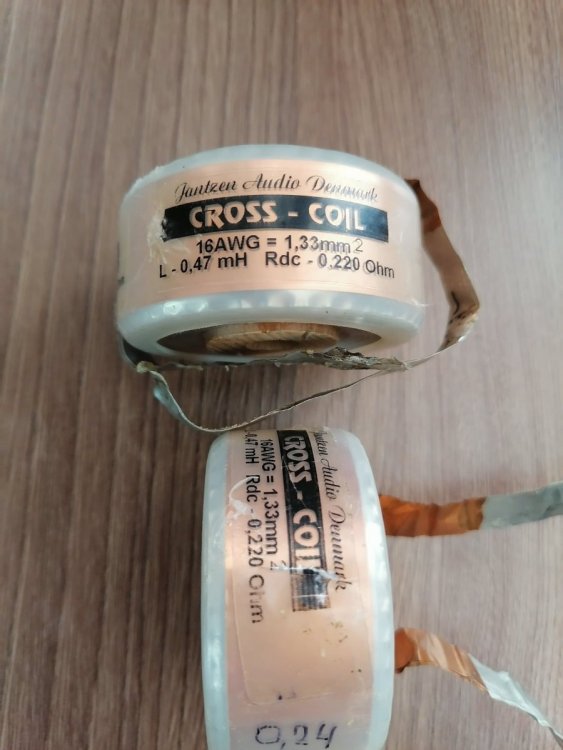 Jantzen Audio Denmark
CROSS - COIL
16AWG = 1,33mm2
L - 0,47 mH Rdc - 0,220 Ohm
Jantzen Audio Denmark
CROSS - COIL
16AWG = 1,33mm2
0,47 mH Rdc - 0,220 Ohm
0,24